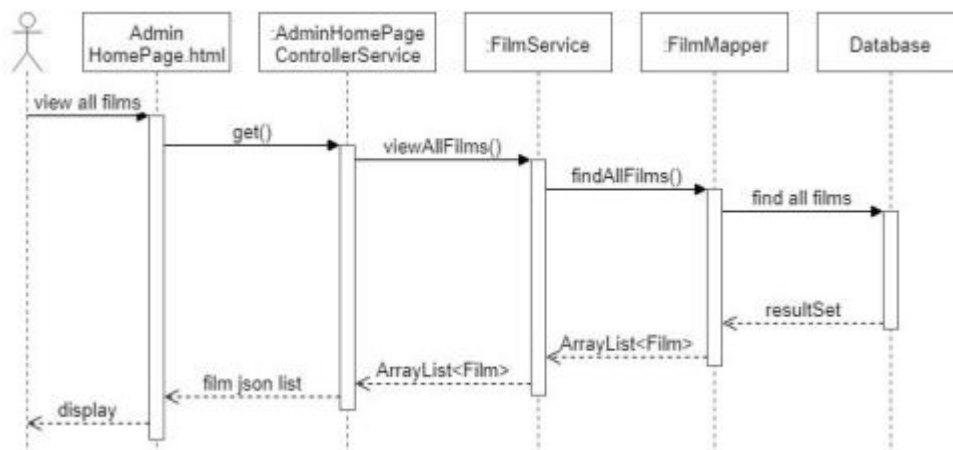 Admin
HomePage.html
:AdminHomePage
ControllerService
:FilmService
:FilmMapper
Database
view all films
get()
viewAllFilms()
findAllFilms()
find all films
resultSet
ArrayList<Film>
ArrayList<Film>
film json list
display